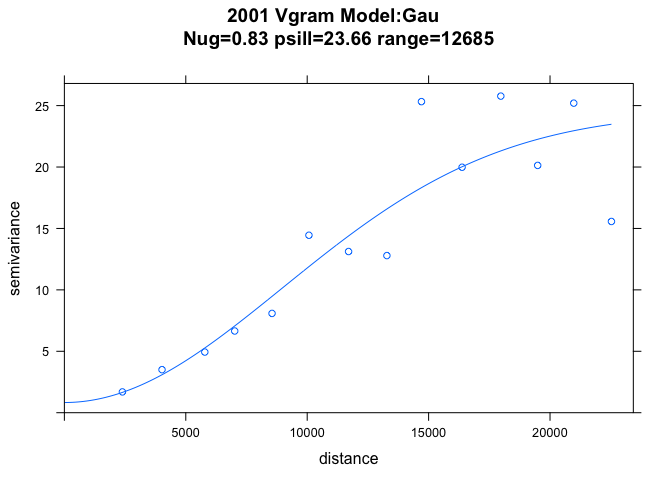 2001 Vgram Model:Gau
Nug=0.83 psill=23.66 range=12685
25
20
15
10
5
semivariance
5000 10000 15000 20000
distance